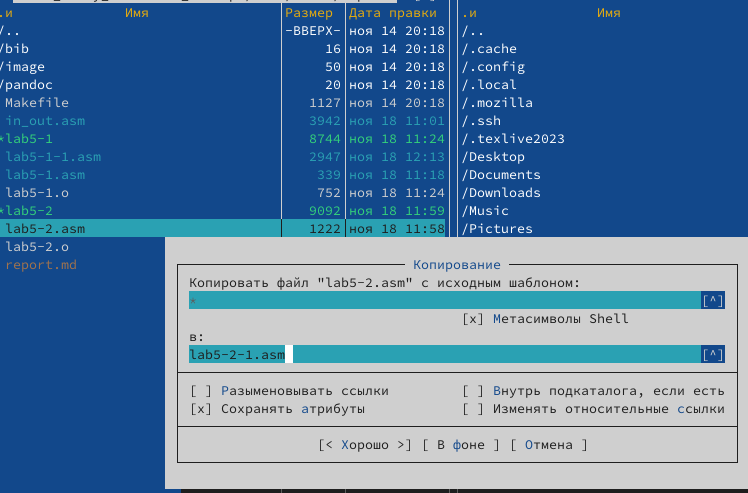 .и Имя Размер Дата правки
/.. -ВВЕРХ- ноя 14 20:18
/bib 16 ноя 14 20:18
/image 50 ноя 14 20:18
/pandoc 20 ноя 14 20:18
Makefile 1127 ноя 14 20:18
in_out.asm 3942 ноя 18 11:01
*lab5-1 8744 ноя 18 11:24
lab5-1-1.asm 2947 ноя 18 12:13
lab5-1.asm 339 ноя 18 11:18
lab5-1.o 752 ноя 18 11:24
*lab5-2 9092 ноя 18 11:59
lab5-2.asm 1222 ноя 18 11:58
lab5-2.o
report.md
.и Имя
/..
/.cache
/.config
/.local
/.mozilla
/.ssh
/.texlive2023
/Desktop
/Documents
/Downloads
/Music
/Pictures
Копирование
Копировать файл "lab5-2.asm" с исходным шаблоном:
* [^]
[x] Метасимволы Shell
в:
lab5-2-1.asm [^]
[ ] Разыменовывать ссылки [ ] Внутрь подкаталога, если есть
[x] Сохранять атрибуты [ ] Изменять относительные ссылки
[< Хорошо >] [ В фоне ] [ Отмена ]